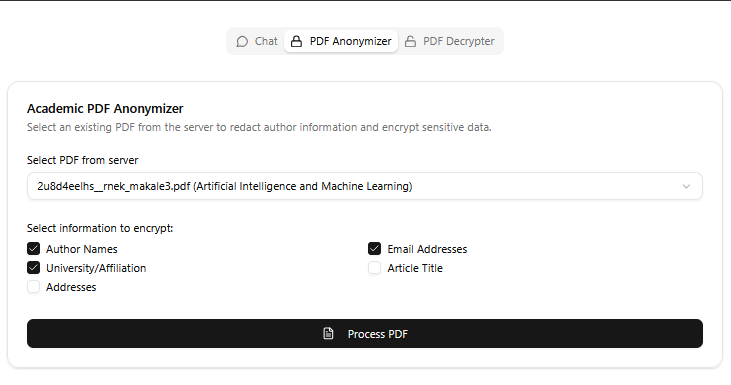 Chat PDF Anonymizer PDF Decrypter
Academic PDF Anonymizer
Select an existing PDF from the server to redact author information and encrypt sensitive data.
Select PDF from server
2u8d4eelhs__rnek_makale3.pdf (Artificial Intelligence and Machine Learning)
Select information to encrypt:
Author Names Email Addresses
University/Affiliation Article Title
Addresses
Process PDF